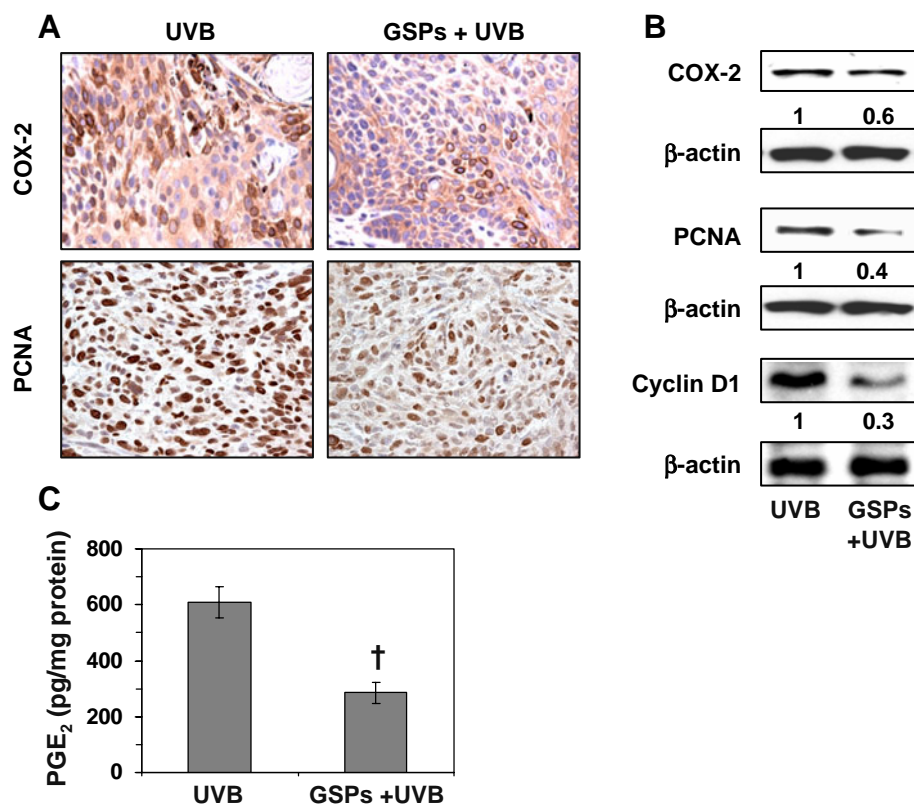 A
UVB
GSPs + UVB
COX-2
PCNA
B
COX-2
1 0.6
β-actin
PCNA
1 0.4
β-actin
Cyclin D1
1 0.3
β-actin
UVB GSPs
+UVB
C
PGE₂ (pg/mg protein)
800
600
400
200
0
†
UVB
GSPs +UVB